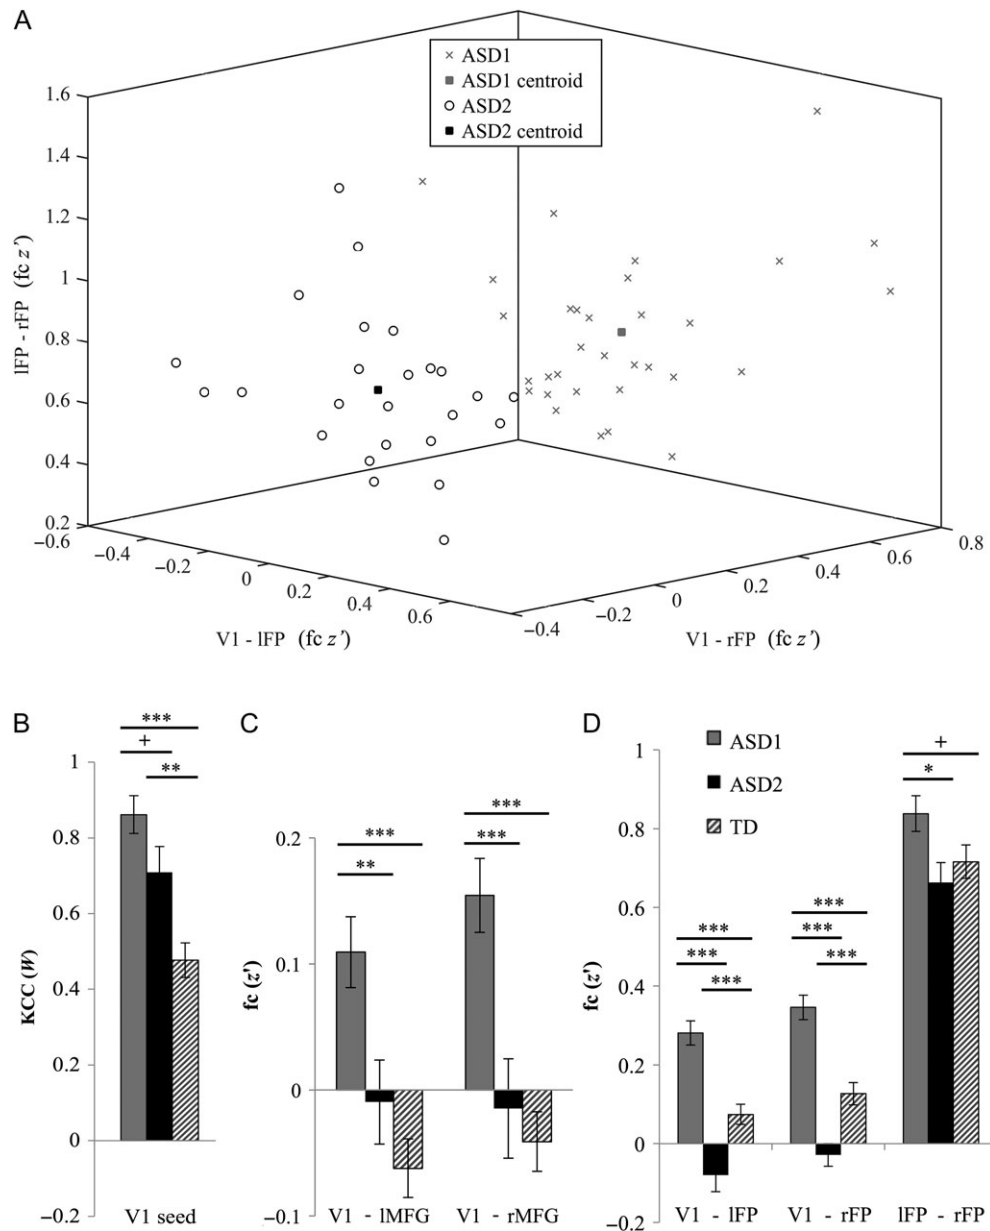 A
× ASD1
■ ASD1 centroid
○ ASD2
■ ASD2 centroid
1.6
1.4
1.2
1
0.8
0.6
0.4
0.2
lFP - rFP (fc z')
−0.6
−0.4
−0.2
0
0.2
0.4
0.6
V1 - lFP (fc z')
−0.4
−0.2
0
0.2
0.4
0.6
0.8
V1 - rFP (fc z')
B
***
+
**
1
0.8
0.6
0.4
0.2
0
−0.2
KCC (W)
V1 seed
C
***
**
***
***
0.2
0.1
0
−0.1
fc (z')
V1 - lMFG
V1 - rMFG
D
ASD1
ASD2
TD
***
***
***
***
***
***
+
*
1
0.8
0.6
0.4
0.2
0
−0.2
fc (z')
V1 - lFP
V1 - rFP
lFP - rFP